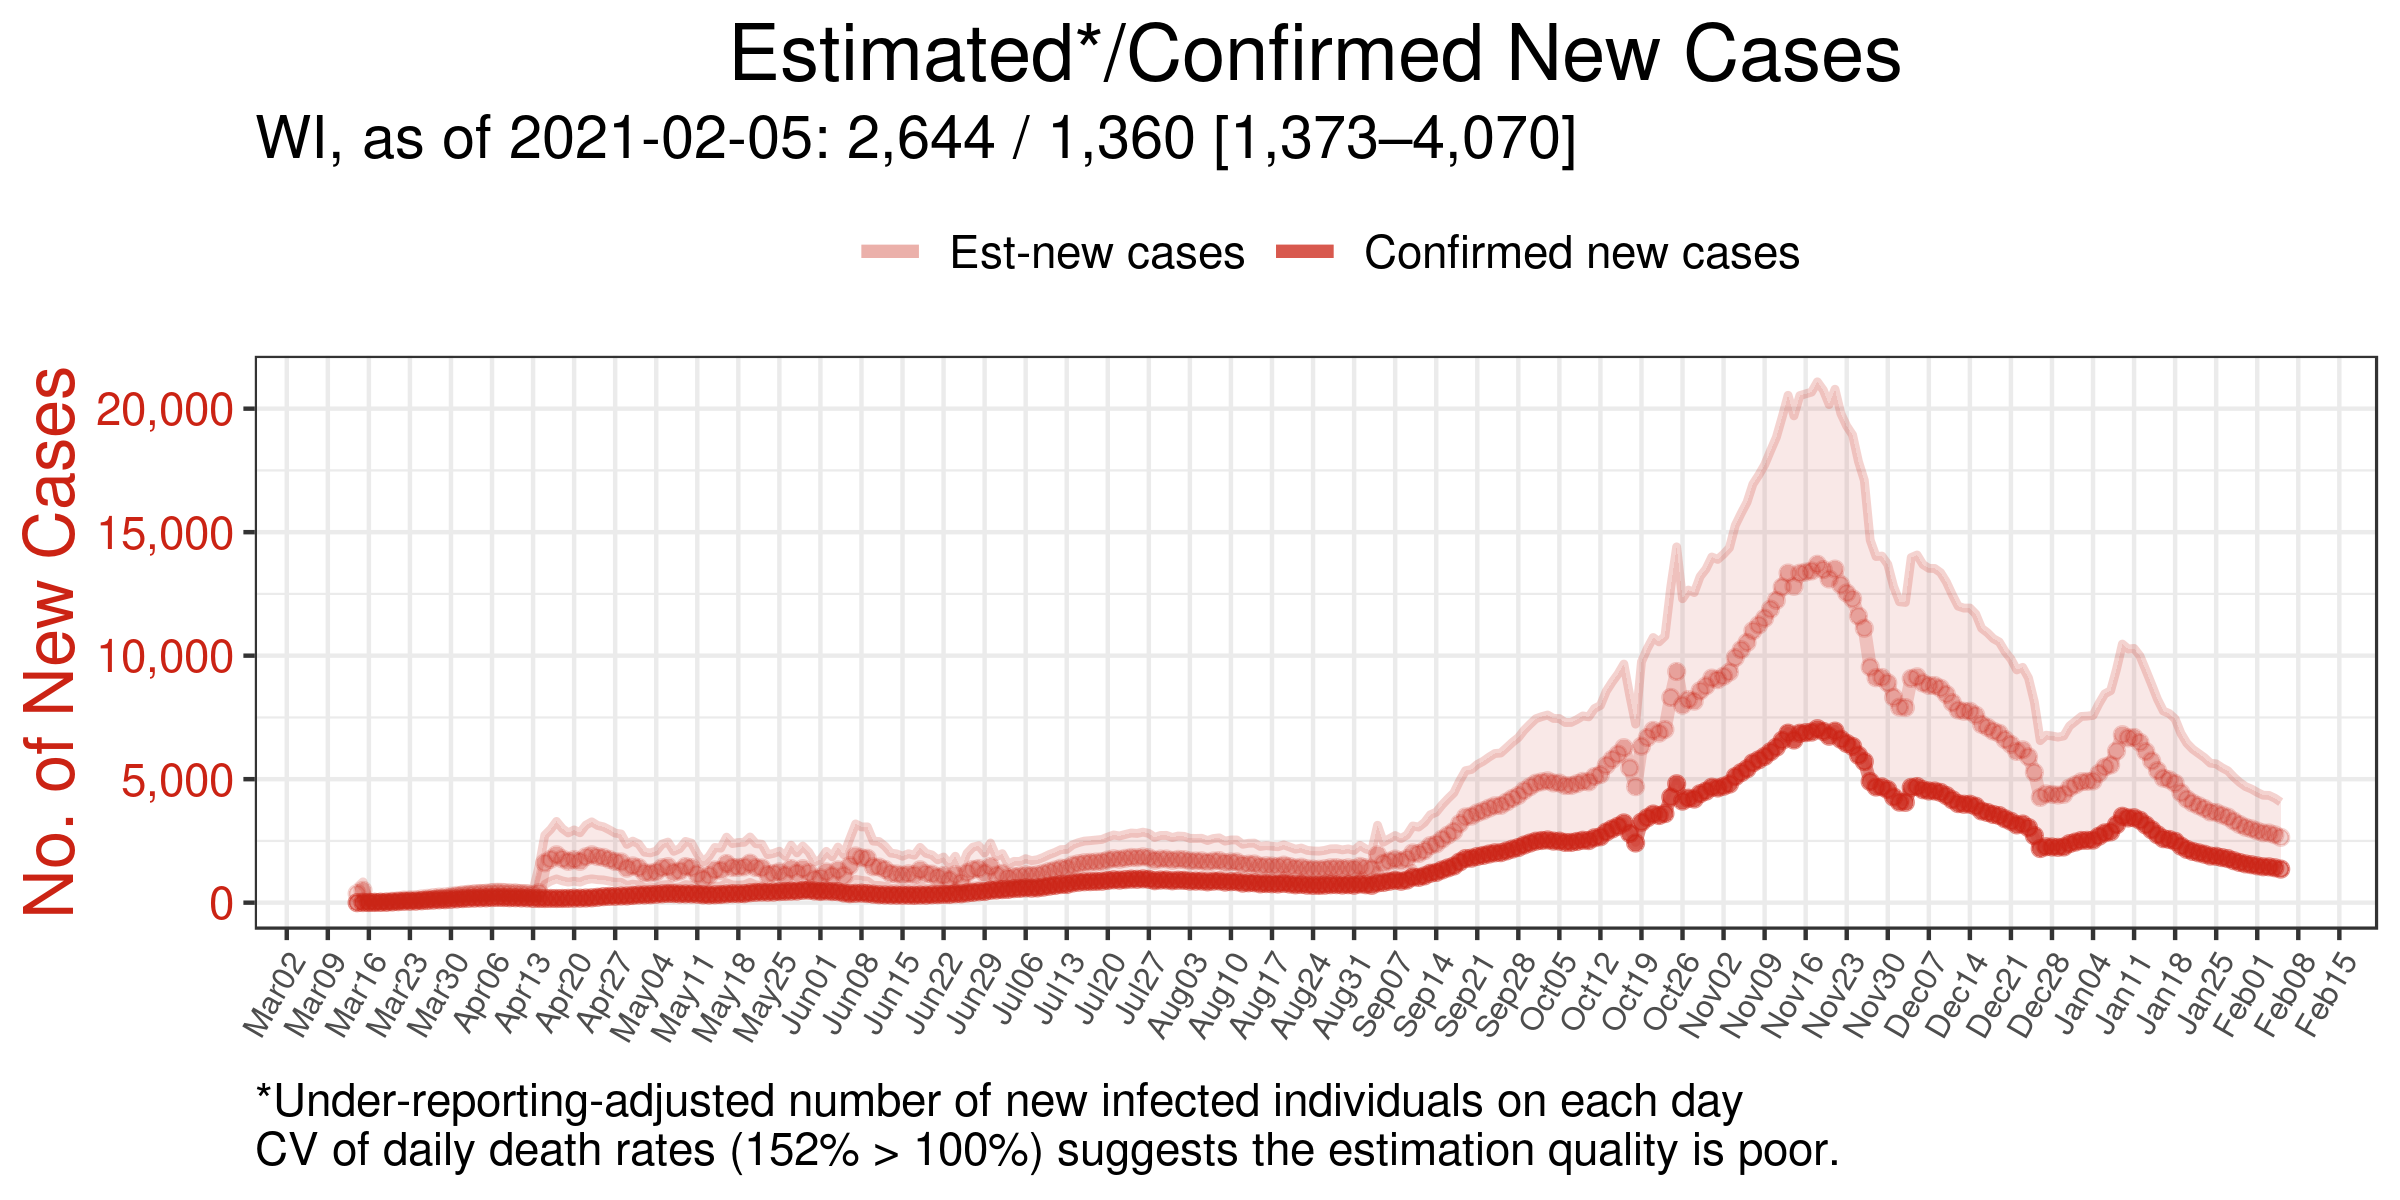 Estimated*/Confirmed New Cases
WI, as of 2021-02-05: 2,644 / 1,360 [1,373–4,070]
Est-new cases Confirmed new cases
No. of New Cases
20,000
15,000
10,000
5,000
0
Mar02 Mar09 Mar16 Mar23 Mar30 Apr06 Apr13 Apr20 Apr27 May04 May11 May18 May25 Jun01 Jun08 Jun15 Jun22 Jun29 Jul06 Jul13 Jul20 Jul27 Aug03 Aug10 Aug17 Aug24 Aug31 Sep07 Sep14 Sep21 Sep28 Oct05 Oct12 Oct19 Oct26 Nov02 Nov09 Nov16 Nov23 Nov30 Dec07 Dec14 Dec21 Dec28 Jan04 Jan11 Jan18 Jan25 Feb01 Feb08 Feb15
*Under-reporting-adjusted number of new infected individuals on each day
CV of daily death rates (152% > 100%) suggests the estimation quality is poor.